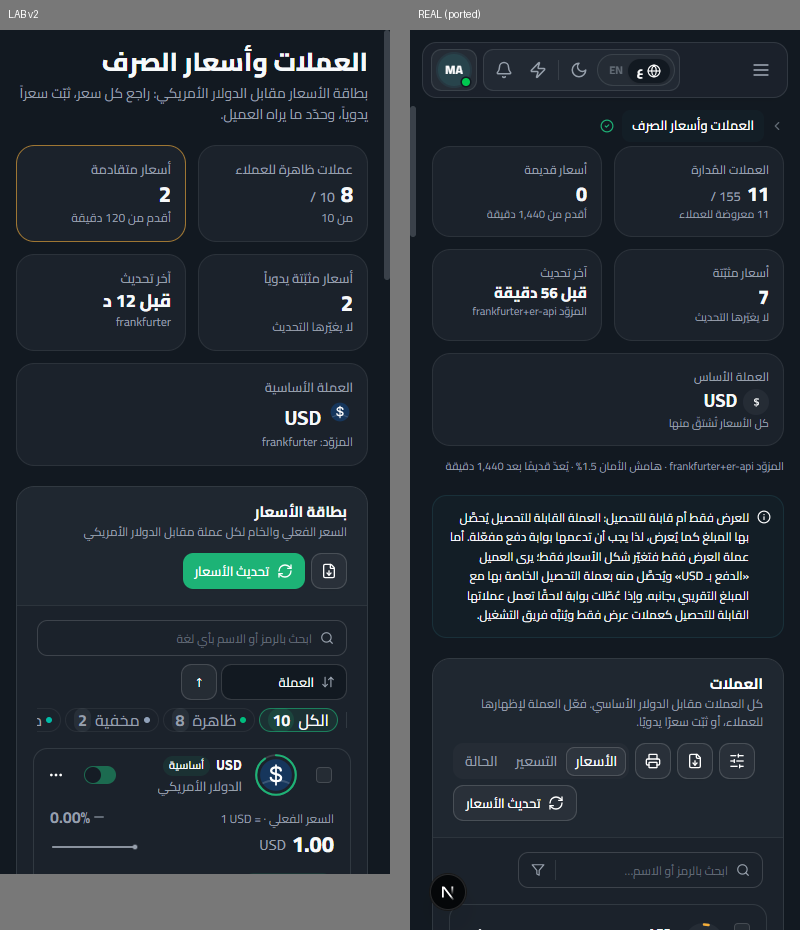 LAB v2
العملات وأسعار الصرف
بطاقة الأسعار مقابل الدولار الأمريكي: راجع كل سعر، ثبّت سعراً
يدوياً، وحدّد ما يراه العميل.
عملات ظاهرة للعملاء
8 / 10
من 10
أسعار متقادمة
2
أقدم من 120 دقيقة
أسعار مثبّتة يدوياً
2
لا يغيّرها التحديث
آخر تحديث
قبل 12 د
frankfurter
العملة الأساسية
$ USD
المزوّد: frankfurter
بطاقة الأسعار
السعر الفعلي والخام لكل عملة مقابل الدولار الأمريكي
تحديث الأسعار
ابحث بالرمز أو الاسم بأي لغة
العملة
الكل 10
ظاهرة 8
مخفية 2
$ USD أساسية
الدولار الأمريكي
السعر الفعلي · = 1 USD
0.00%
1.00 USD
REAL (ported)
MA
EN
ع
العملات وأسعار الصرف
العملات المُدارة
11 / 155
11 معروضة للعملاء
أسعار قديمة
0
أقدم من 1,440 دقيقة
أسعار مثبّتة
7
لا يغيّرها التحديث
آخر تحديث
قبل 56 دقيقة
المزوّد frankfurter+er-api
العملة الأساس
$ USD
كل الأسعار تُشتقّ منها
المزوّد frankfurter+er-api · هامش الأمان 1.5% · يُعدّ قديمًا بعد 1,440 دقيقة
للعرض فقط أم قابلة للتحصيل: العملة القابلة للتحصيل يُحصَّل
بها المبلغ كما يُعرض، لذا يجب أن تدعمها بوابة دفع مفعّلة. أما
عملة العرض فقط فتغيّر شكل الأسعار فقط؛ يرى العميل
«الدفع بـ USD» ويُحصَّل منه بعملة التحصيل الخاصة بها مع
المبلغ التقريبي بجانبه. وإذا عُطّلت بوابة لاحقًا تعمل عملاتها
القابلة للتحصيل كعملات عرض فقط ويُنبَّه فريق التشغيل.
العملات
كل العملات مقابل الدولار الأساسي. فعّل العملة لإظهارها
للعملاء، أو ثبّت سعرًا يدويًا.
الأسعار
التسعير
الحالة
تحديث الأسعار
ابحث بالرمز أو الاسم...
N